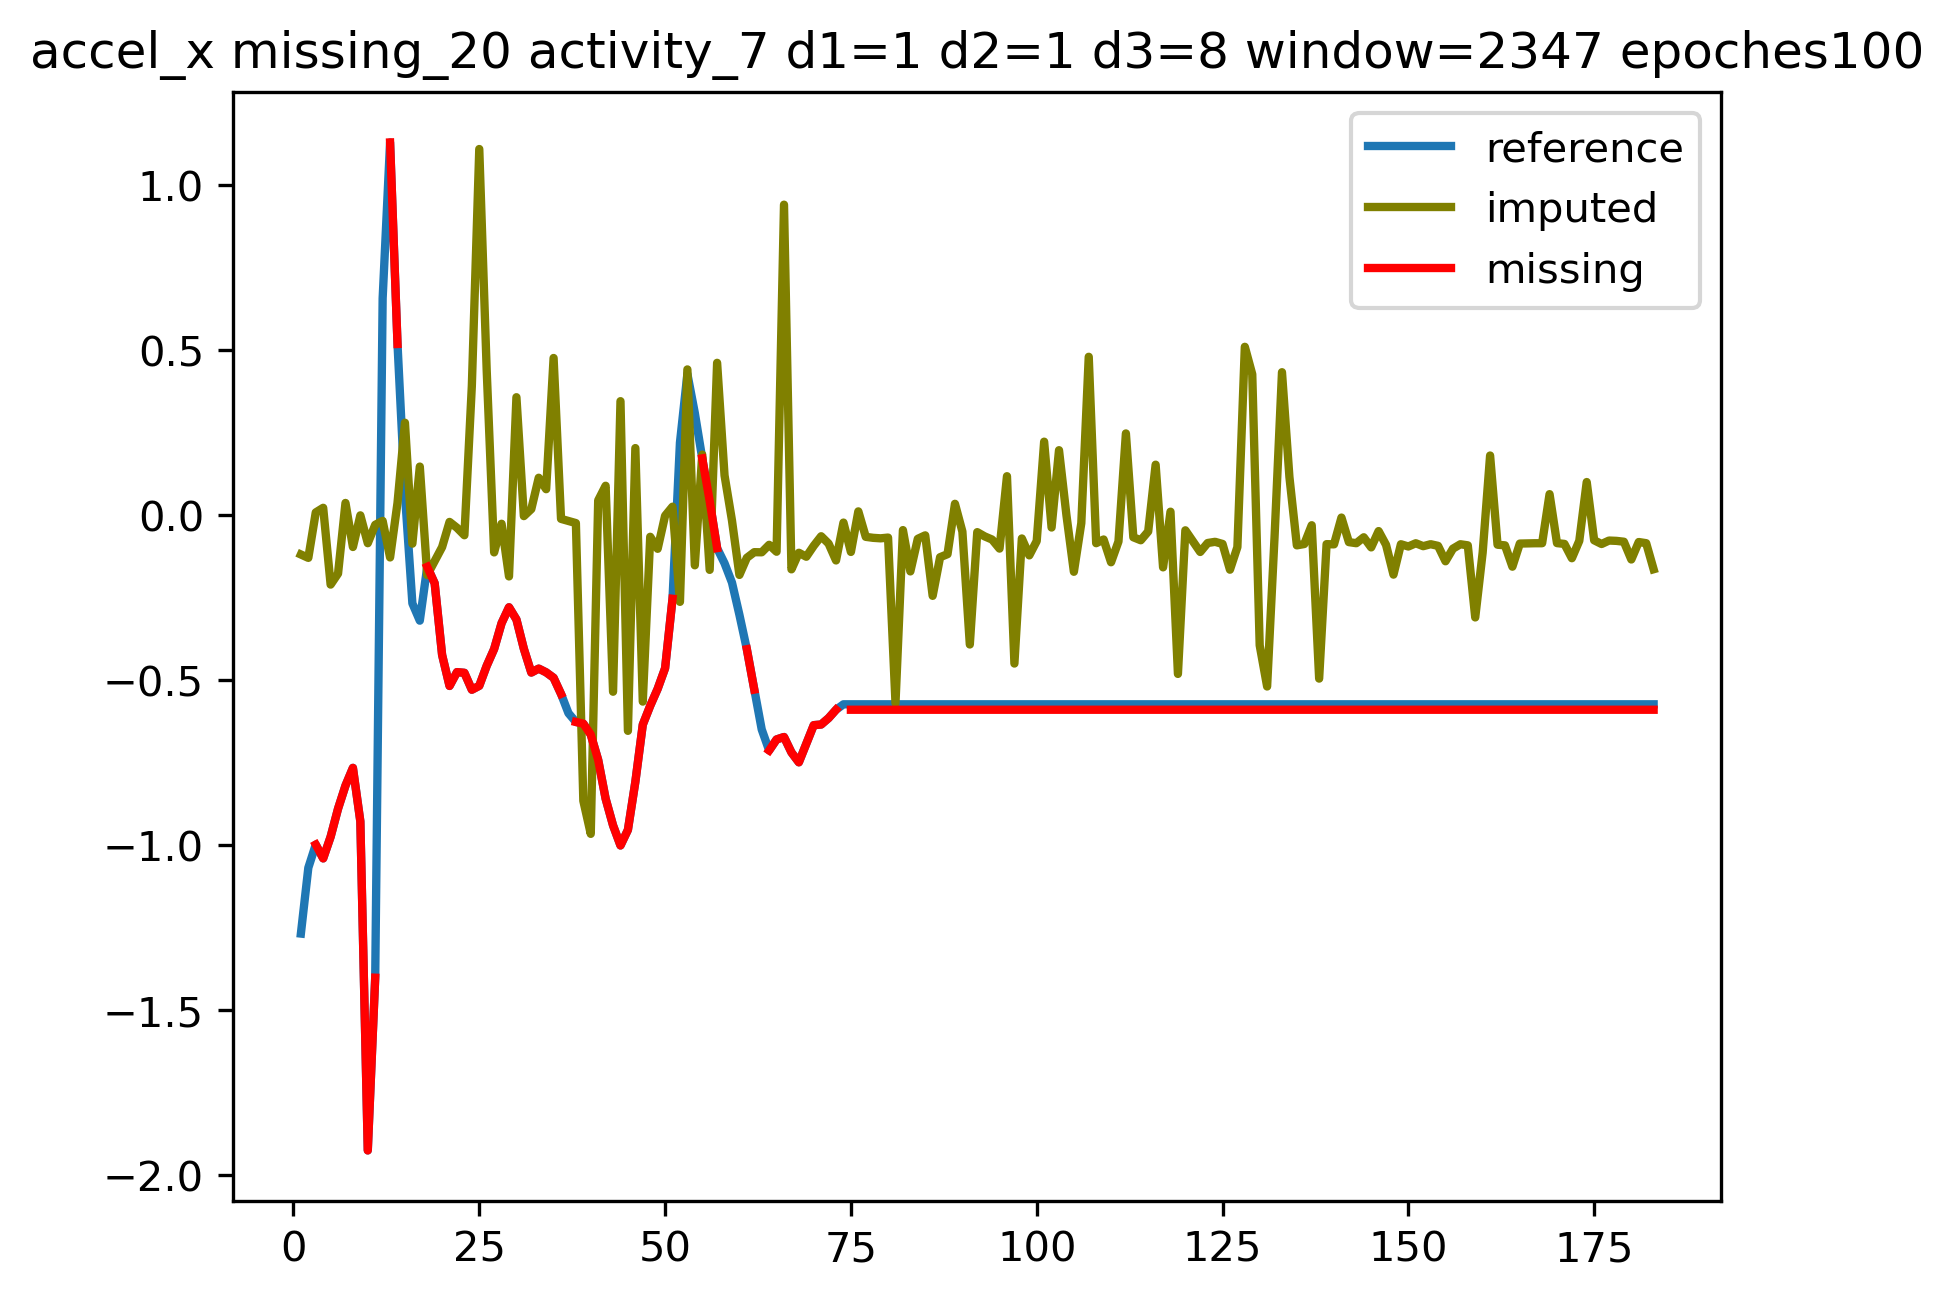 accel_x missing_20 activity_7 d1=1 d2=1 d3=8 window=2347 epoches100
reference
imputed
missing
1.0
0.5
0.0
−0.5
−1.0
−1.5
−2.0
0 25 50 75 100 125 150 175